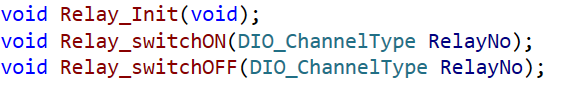 void Relay_Init(void);
void Relay_switchON(DIO_ChannelType RelayNo);
void Relay_switchOFF(DIO_ChannelType RelayNo);